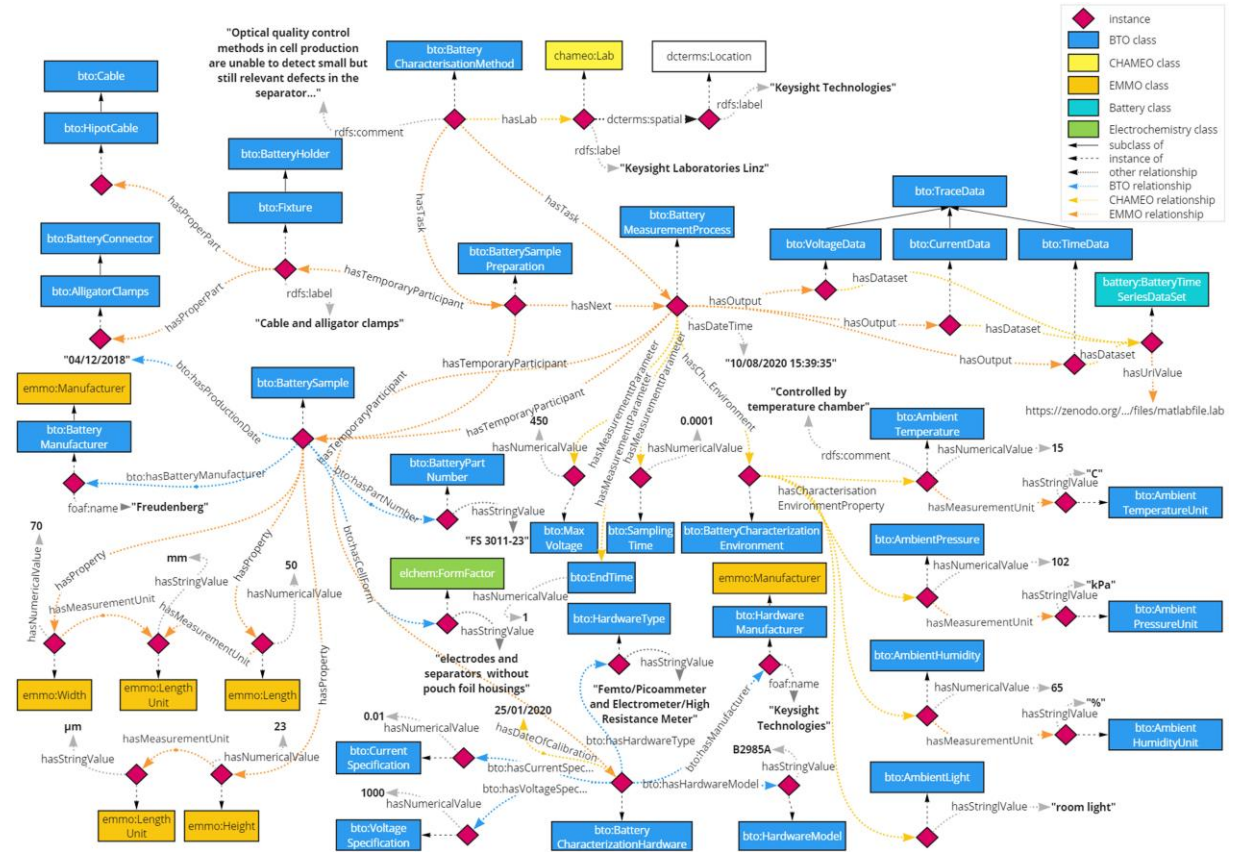 "Optical quality control
methods in cell production
are unable to detect small but
still relevant defects in the
separator..."
bto:Battery
CharacterisationMethod
chameo:Lab
dcterms:Location
instance
BTO class
CHAMEO class
EMMO class
Battery class
Electrochemistry class
subclass of
instance of
other relationship
BTO relationship
CHAMEO relationship
EMMO relationship
bto:Cable
bto:HipotCable
rdfs:comment
hasLab
dcterms:spatial
rdfs:label
"Keysight Technologies"
rdfs:label
"Keysight Laboratories Linz"
bto:BatteryHolder
bto:Fixture
hasProperPart
hasTask
hasTask
bto:Battery
MeasurementProcess
bto:TraceData
bto:VoltageData
bto:CurrentData
bto:TimeData
bto:BatteryConnector
bto:AlligatorClamps
hasProperPart
rdfs:label
"Cable and alligator clamps"
hasTemporaryParticipant
bto:BatterySample
Preparation
hasNext
hasOutput
hasOutput
hasOutput
hasDataset
hasDataset
hasDataset
battery:BatteryTime
SeriesDataSet
hasUriValue
https://zenodo.org/.../files/matlabfile.lab
hasDateTime
"10/08/2020 15:39:35"
"04/12/2018"
bto:hasProductionDate
emmo:Manufacturer
bto:Battery
Manufacturer
bto:hasBatteryManufacturer
foaf:name
"Freudenberg"
bto:BatterySample
hasTemporaryParticipant
hasTemporaryParticipant
hasTemporaryParticipant
hasMeasurementtParameter
hasMeasurementtParameter
hasMeasurementtParameter
hasCh...Environment
450
hasNumericalValue
0.0001
hasNumericalValue
"Controlled by
temperature chamber"
rdfs:comment
bto:Ambient
Temperature
hasNumericalValue
15
"C"
hasStringValue
hasMeasurementUnit
bto:Ambient
TemperatureUnit
hasCharacterisation
EnvironmentProperty
bto:BatteryPart
Number
bto:hasPartNumber
hasStringValue
"FS 3011-23"
bto:Max
Voltage
bto:Sampling
Time
bto:BatteryCharacterization
Environment
bto:EndTime
hasNumericalValue
1
bto:AmbientPressure
hasNumericalValue
102
"kPa"
hasStringValue
hasMeasurementUnit
bto:Ambient
PressureUnit
70
hasNumericalValue
hasProperty
mm
hasStringValue
hasProperty
50
hasNumericalValue
hasMeasurementUnit
hasMeasurementUnit
emmo:Width
emmo:Length
Unit
emmo:Length
hasProperty
bto:hasCellForm
elchem:FormFactor
hasStringValue
"electrodes and
separators without
pouch foil housings"
bto:HardwareType
hasStringValue
"Femto/Picoammeter
and Electrometer/High
Resistance Meter"
bto:hasHardwareType
emmo:Manufacturer
bto:Hardware
Manufacturer
foaf:name
"Keysight
Technologies"
bto:hasManufacturer
bto:AmbientHumidity
hasNumericalValue
65
"%"
hasStringValue
hasMeasurementUnit
bto:Ambient
HumidityUnit
μm
hasStringValue
hasMeasurementUnit
23
hasNumericalValue
emmo:Length
Unit
emmo:Height
25/01/2020
hasDateOfCalibration
0.01
hasNumericalValue
bto:Current
Specification
bto:hasCurrentSpec...
bto:hasVoltageSpec...
1000
hasNumericalValue
bto:Voltage
Specification
bto:Battery
CharacterizationHardware
bto:hasHardwareModel
B2985A
hasStringValue
bto:HardwareModel
bto:AmbientLight
hasStringlValue
"room light"